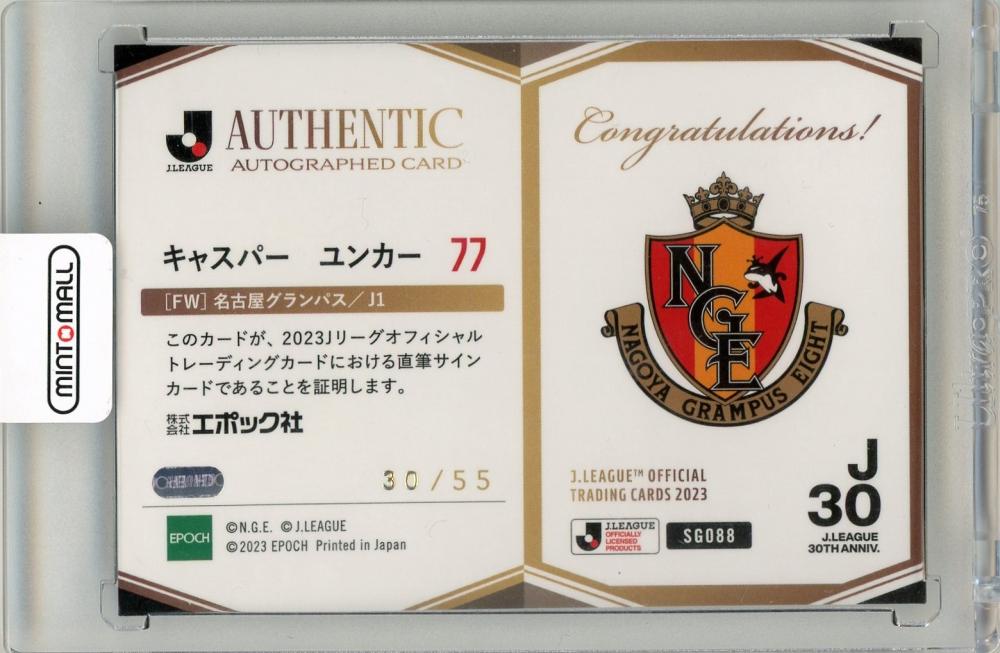 J.LEAGUE
AUTHENTIC
AUTOGRAPHED CARD
キャスパー ユンカー 77
[FW] 名古屋グランパス/J1
このカードが、2023Jリーグオフィシャル
トレーディングカードにおける直筆サイン
カードであることを証明します。
株式会社エポック社
30/55
EPOCH
©N.G.E. ©J.LEAGUE
©2023 EPOCH Printed in Japan
Congratulations!
NGE
NAGOYA GRAMPUS EIGHT
J.LEAGUE™ OFFICIAL
TRADING CARDS 2023
J.LEAGUE
OFFICIALLY
LICENSED
PRODUCTS
SG088
J
30
J.LEAGUE
30TH ANNIV.
MINTOMALL
75